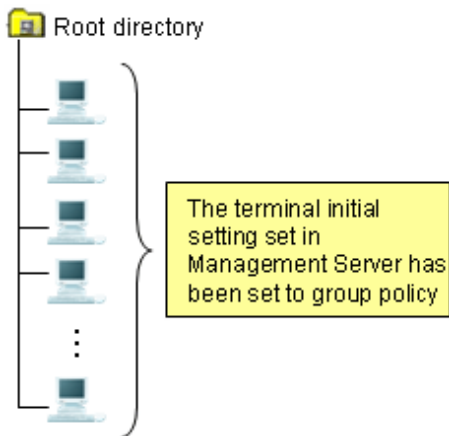 Root directory
The terminal initial
setting set in
Management Server has
been set to group policy